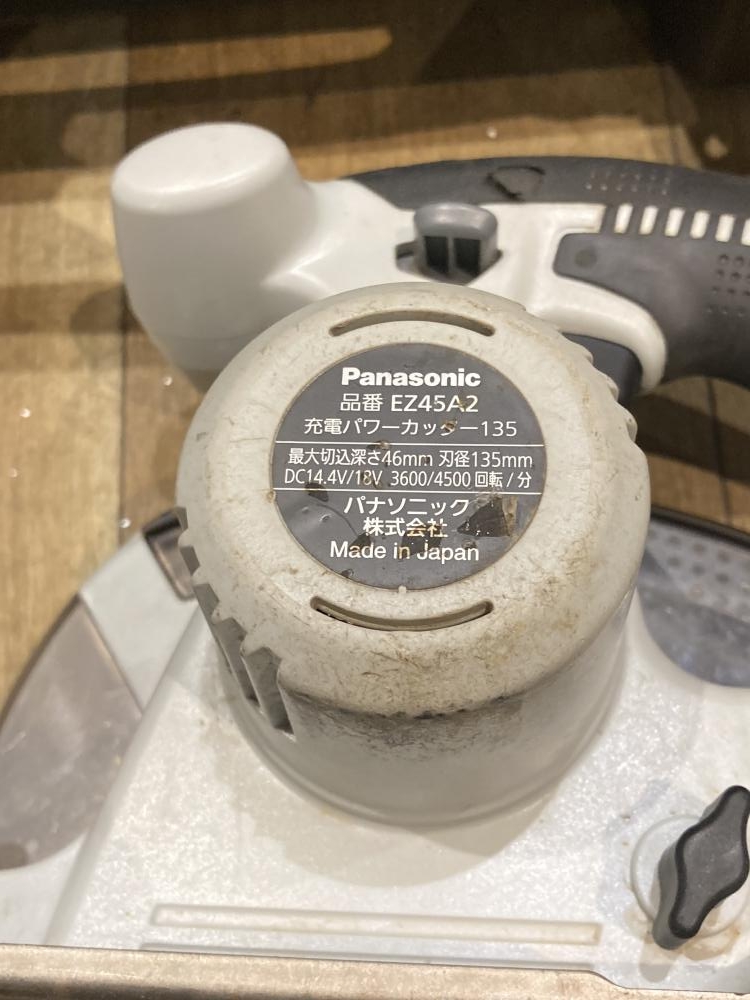 Panasonic
品番 EZ45A2
充電パワーカッター135
最大切込深さ46mm 刃径135mm
DC14.4V/18V 3600/4500 回転/分
パナソニック
株式会社
Made in Japan